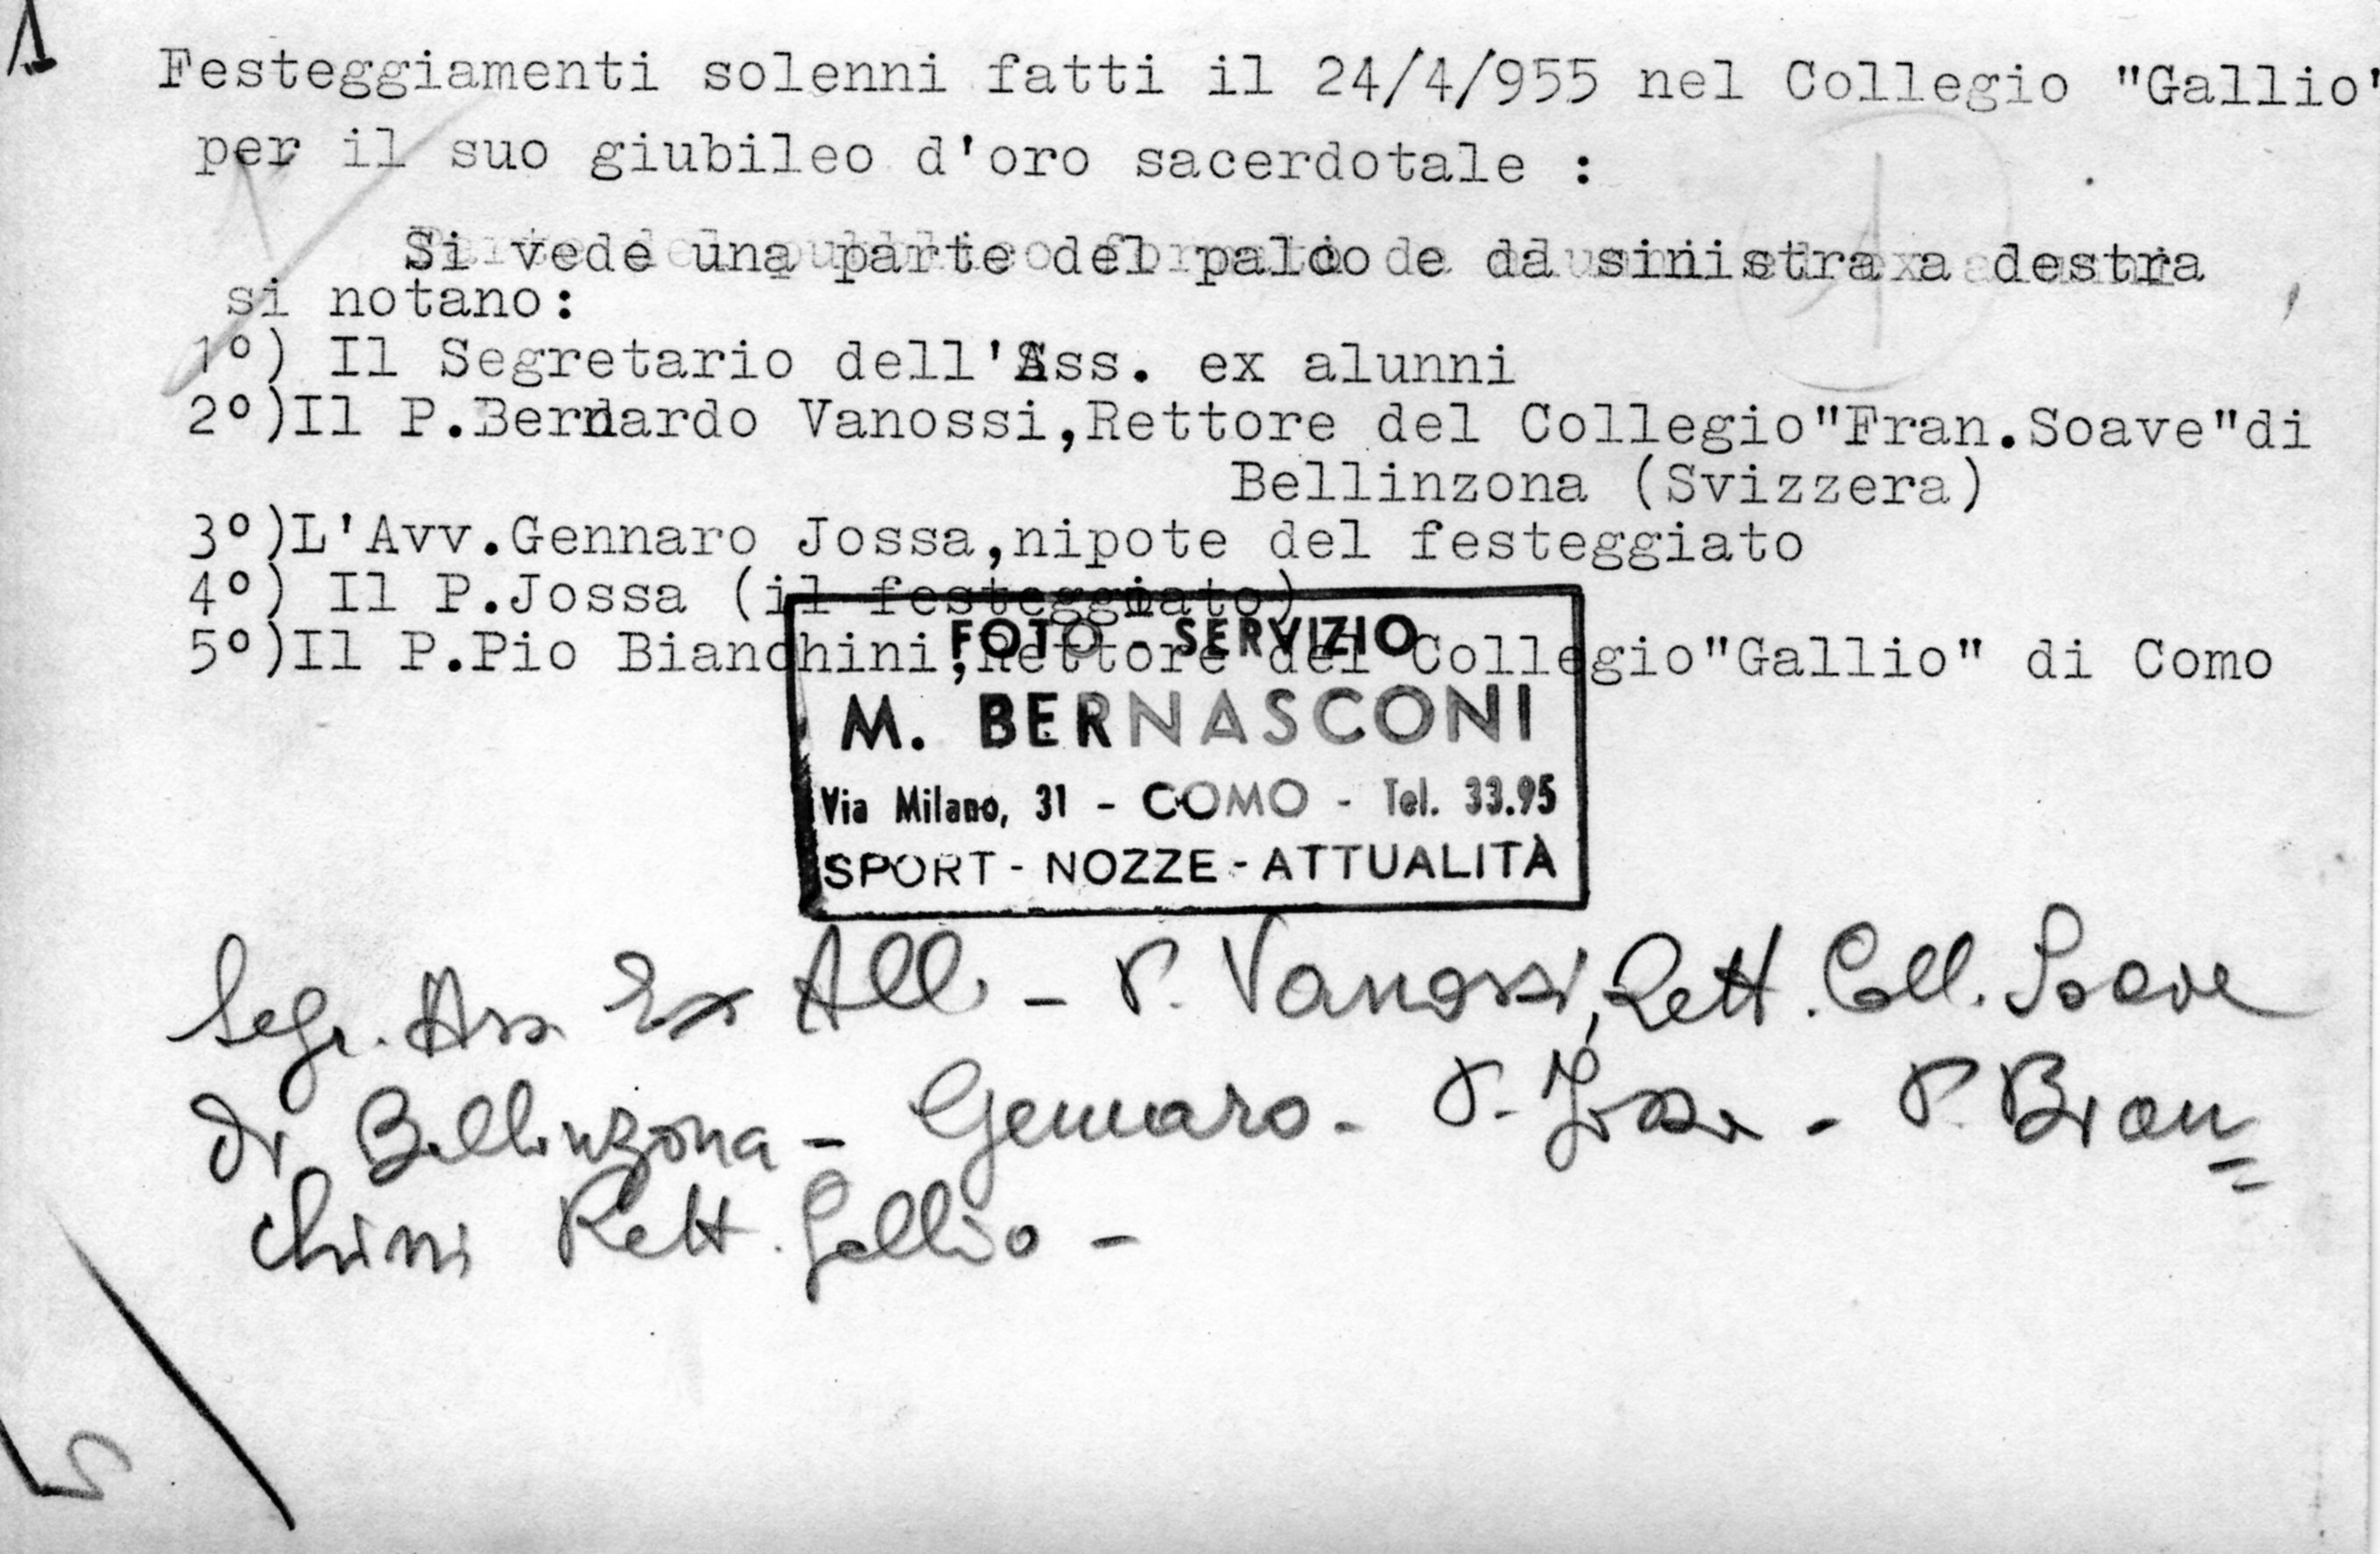 1
Festeggiamenti solenni fatti il 24/4/955 nel Collegio "Gallio"
per il suo giubileo d'oro sacerdotale :
1
Si vede una parte del palco e da sinistra a destra
si notano:
1°) Il Segretario dell'Ass. ex alunni
2°)Il P.Bernardo Vanossi,Rettore del Collegio"Fran.Soave"di
Bellinzona (Svizzera)
3°)L'Avv.Gennaro Jossa,nipote del festeggiato
4°) Il P.Jossa (il festeggiato)
5°)Il P.Pio Bianchini,Rettore del Collegio"Gallio" di Como
FOTO - SERVIZIO
M. BERNASCONI
Via Milano, 31 - COMO - Tel. 33.95
SPORT - NOZZE - ATTUALITÀ
Segr. Ass Ex All - P. Vanossi, Rett. Coll. Soave
di Bellinzona - Gennaro - P. Jossa - P. Bian=
chini Rett. Gallio -